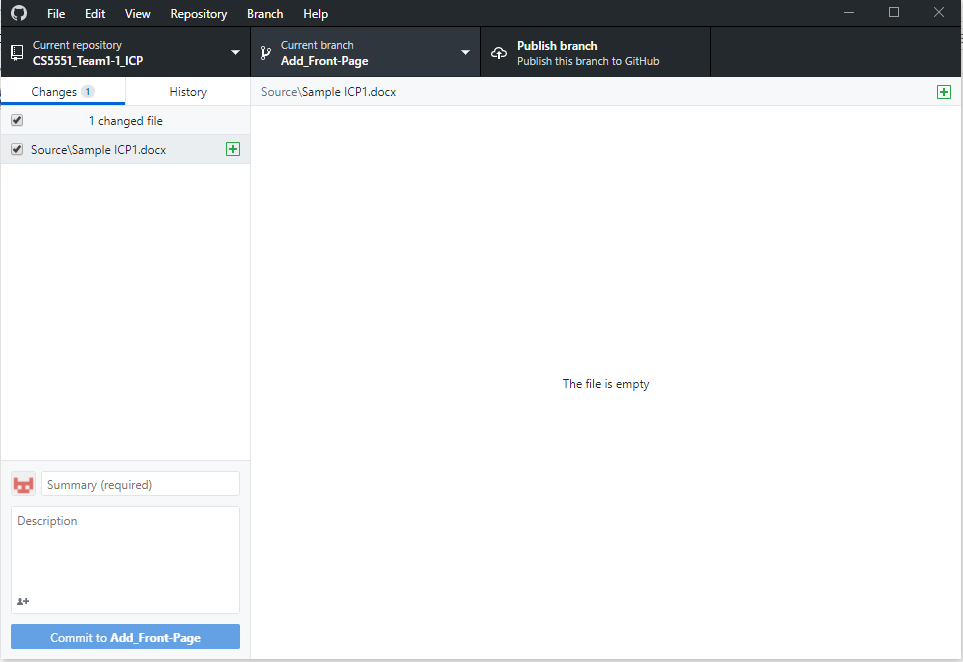 File Edit View Repository Branch Help
Current repository
CS5551_Team1-1_ICP
Current branch
Add_Front-Page
Publish branch
Publish this branch to GitHub
Changes 1 History
Source\Sample ICP1.docx
1 changed file
Source\Sample ICP1.docx
The file is empty
Summary (required)
Description
Commit to Add_Front-Page